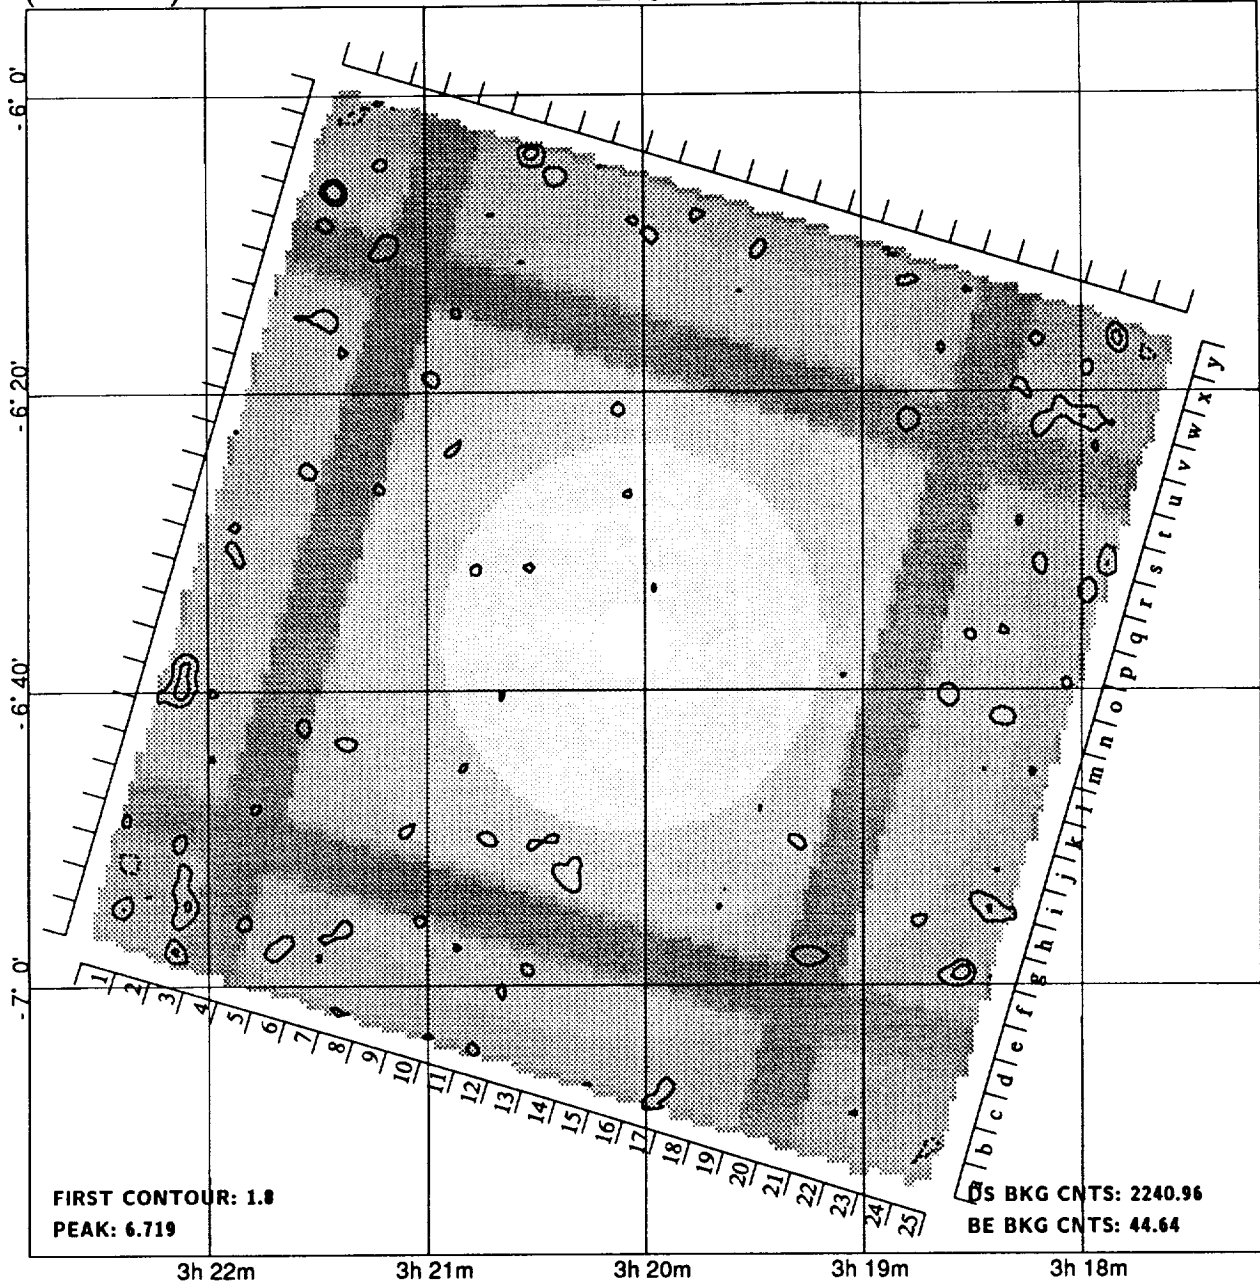 - 6° 0'
- 6° 20'
- 6° 40'
- 7° 0'
y
x
w
v
u
t
s
r
q
p
o
n
m
l
k
j
i
h
g
f
e
d
c
b
a
1 2 3 4 5 6 7 8 9 10 11 12 13 14 15 16 17 18 19 20 21 22 23 24 25
FIRST CONTOUR: 1.8
PEAK: 6.719
DS BKG CNTS: 2240.96
BE BKG CNTS: 44.64
3h 22m 3h 21m 3h 20m 3h 19m 3h 18m